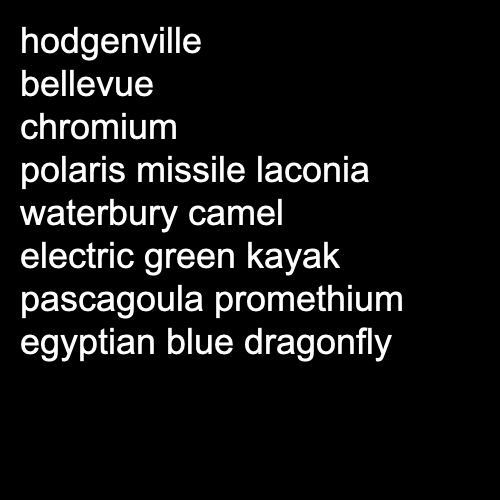 hodgenville
bellevue
chromium
polaris missile laconia
waterbury camel
electric green kayak
pascagoula promethium
egyptian blue dragonfly